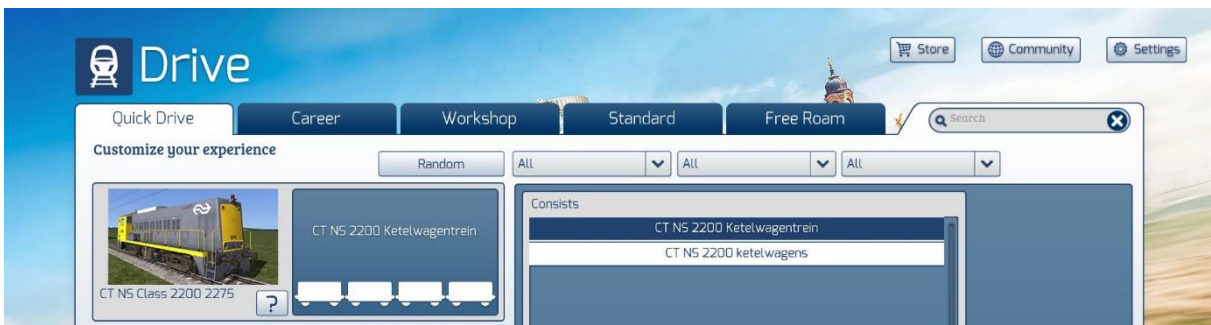 Drive
Store
Community
Settings
Quick Drive
Career
Workshop
Standard
Free Roam
Search
Customize your experience
Random
All
All
All
CT NS 2200 Ketelwagentrein
CT NS Class 2200 2275
?
Consists
CT NS 2200 Ketelwagentrein
CT NS 2200 ketelwagens